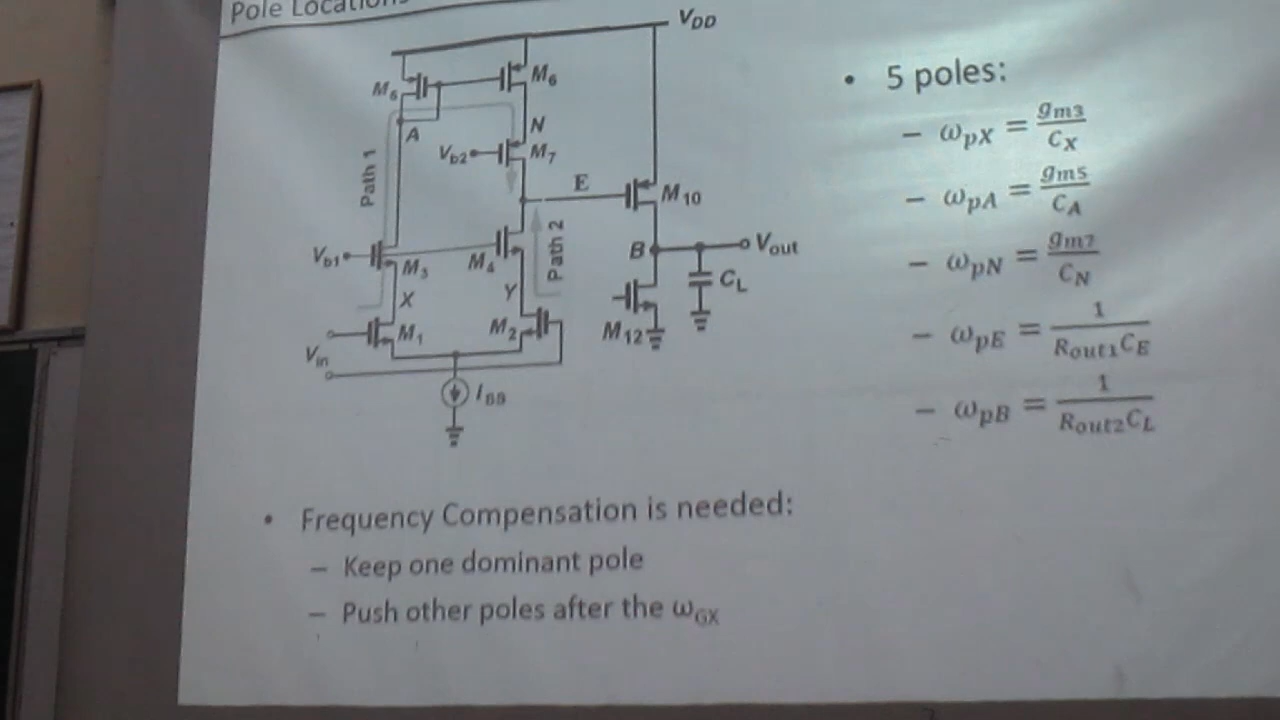 Pole Locations
V_DD
M_5
M_6
A
N
V_b2
M_7
Path 1
E
M_10
V_b1
M_3
M_4
Path 2
B
V_out
X
Y
C_L
M_1
M_2
M_12
V_in
I_SS
• 5 poles:
– ω_pX = g_m3 / C_X
– ω_pA = g_m5 / C_A
– ω_pN = g_m7 / C_N
– ω_pE = 1 / R_out1 C_E
– ω_pB = 1 / R_out2 C_L
• Frequency Compensation is needed:
– Keep one dominant pole
– Push other poles after the ω_GX